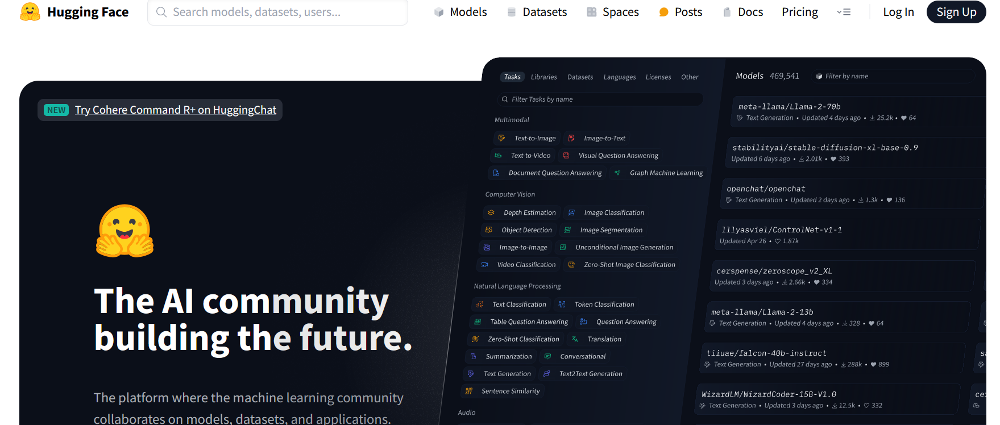 Hugging Face
Search models, datasets, users...
Models
Datasets
Spaces
Posts
Docs
Pricing
Log In
Sign Up
NEW Try Cohere Command R+ on HuggingChat
The AI community
building the future.
The platform where the machine learning community
collaborates on models, datasets, and applications.
Tasks Libraries Datasets Languages Licenses Other
Filter Tasks by name
Multimodal
Text-to-Image Image-to-Text
Text-to-Video Visual Question Answering
Document Question Answering Graph Machine Learning
Computer Vision
Depth Estimation Image Classification
Object Detection Image Segmentation
Image-to-Image Unconditional Image Generation
Video Classification Zero-Shot Image Classification
Natural Language Processing
Text Classification Token Classification
Table Question Answering Question Answering
Zero-Shot Classification Translation
Summarization Conversational
Text Generation Text2Text Generation
Sentence Similarity
Audio
Models 469,541 Filter by name
meta-llama/Llama-2-70b
Text Generation • Updated 4 days ago • 25.2k • 64
stabilityai/stable-diffusion-xl-base-0.9
Updated 6 days ago • 2.01k • 393
openchat/openchat
Text Generation • Updated 2 days ago • 1.3k • 136
lllyasviel/ControlNet-v1-1
Updated Apr 26 • 1.87k
cerspense/zeroscope_v2_XL
Updated 3 days ago • 2.66k • 334
meta-llama/Llama-2-13b
Text Generation • Updated 4 days ago • 328 • 64
tiiuae/falcon-40b-instruct
Text Generation • Updated 27 days ago • 288k • 899
WizardLM/WizardCoder-15B-V1.0
Text Generation • Updated 3 days ago • 12.5k • 332